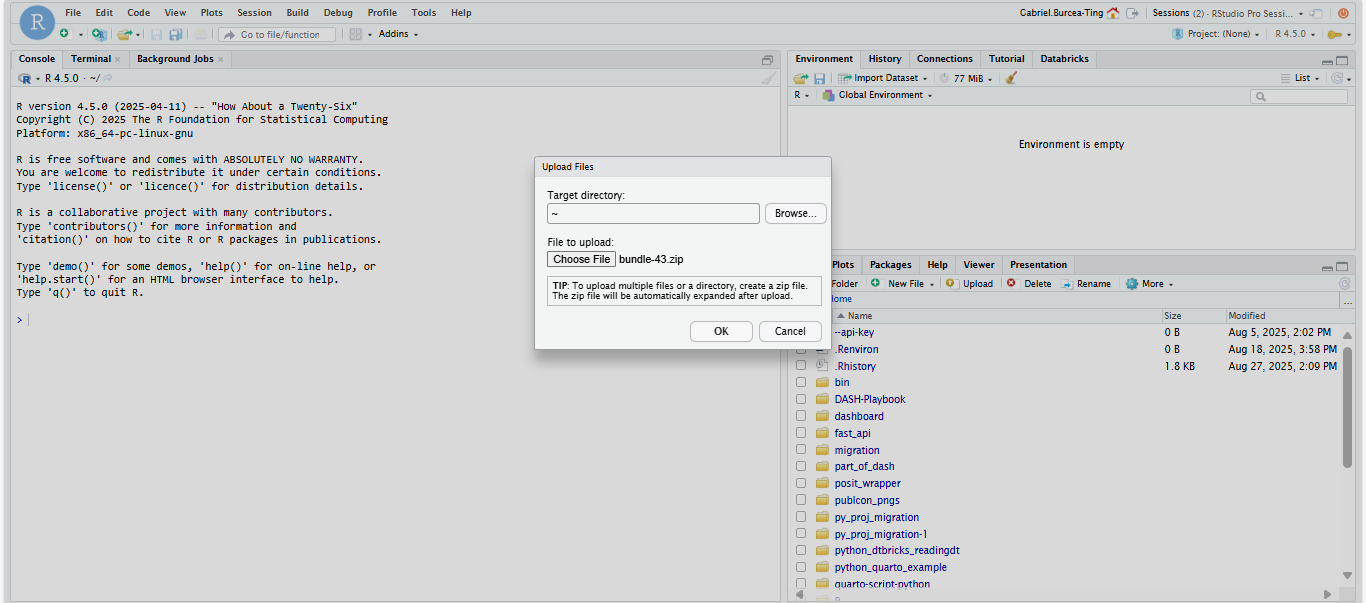 R
File Edit Code View Plots Session Build Debug Profile Tools Help
Gabriel.Burcea-Ting Sessions (2) - RStudio Pro Sessi...
Go to file/function Addins
Project: (None) R 4.5.0
Console Terminal Background Jobs
R 4.5.0 · ~/
R version 4.5.0 (2025-04-11) -- "How About a Twenty-Six"
Copyright (C) 2025 The R Foundation for Statistical Computing
Platform: x86_64-pc-linux-gnu
R is free software and comes with ABSOLUTELY NO WARRANTY.
You are welcome to redistribute it under certain conditions.
Type 'license()' or 'licence()' for distribution details.
R is a collaborative project with many contributors.
Type 'contributors()' for more information and
'citation()' on how to cite R or R packages in publications.
Type 'demo()' for some demos, 'help()' for on-line help, or
'help.start()' for an HTML browser interface to help.
Type 'q()' to quit R.
>
Upload Files
Target directory:
~
Browse...
File to upload:
Choose File bundle-43.zip
TIP: To upload multiple files or a directory, create a zip file.
The zip file will be automatically expanded after upload.
OK Cancel
Environment History Connections Tutorial Databricks
Import Dataset 77 MiB List
R Global Environment
Environment is empty
Plots Packages Help Viewer Presentation
Folder New File Upload Delete Rename More
ome ...
Name Size Modified
--api-key 0 B Aug 5, 2025, 2:02 PM
.Renviron 0 B Aug 18, 2025, 3:58 PM
.Rhistory 1.8 KB Aug 27, 2025, 2:09 PM
bin
DASH-Playbook
dashboard
fast_api
migration
part_of_dash
posit_wrapper
publcon_pngs
py_proj_migration
py_proj_migration-1
python_dtbricks_readingdt
python_quarto_example
quarto-script-python